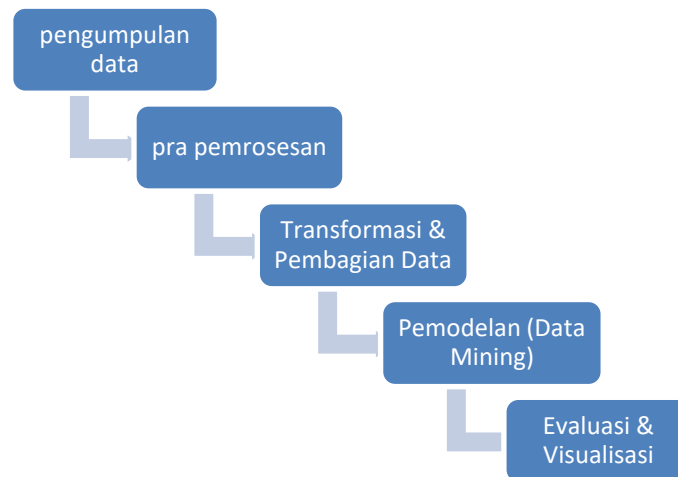 pengumpulan
data
pra pemrosesan
Transformasi &
Pembagian Data
Pemodelan (Data
Mining)
Evaluasi &
Visualisasi